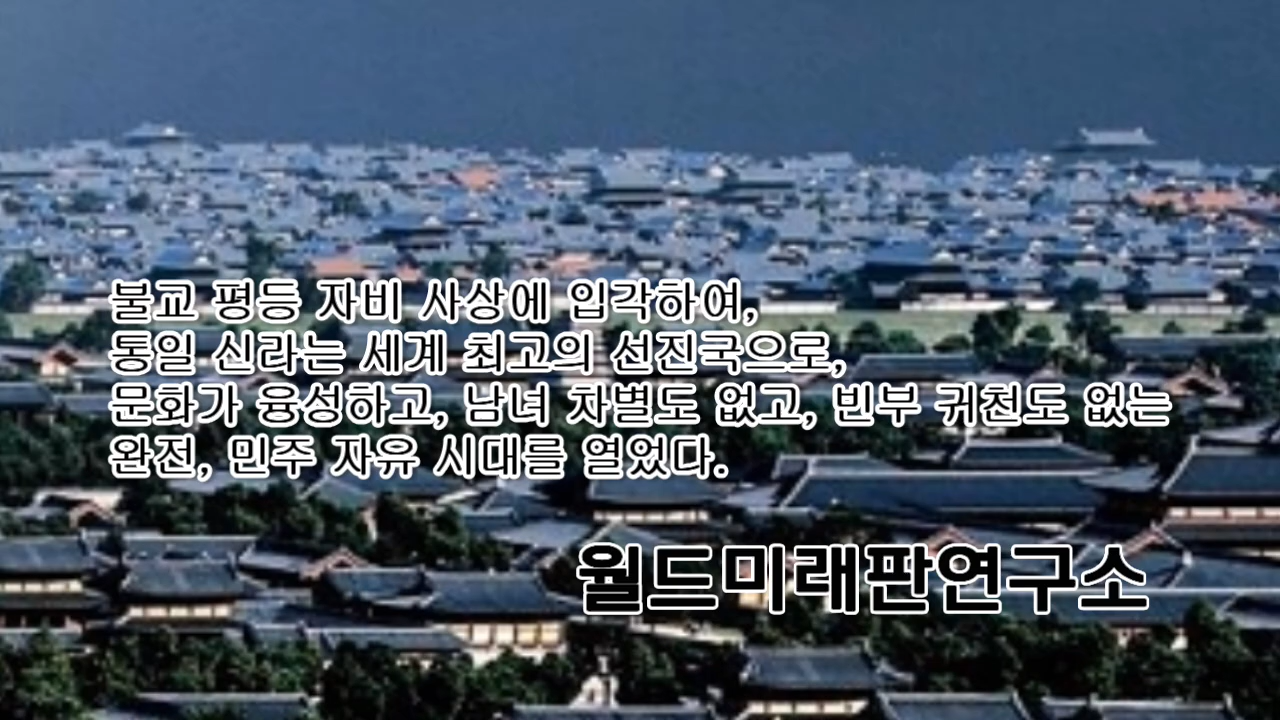 불교 평등 자비 사상에 입각하여,
통일 신라는 세계 최고의 선진국으로,
문화가 융성하고, 남녀 차별도 없고, 빈부 귀천도 없는
완전, 민주 자유 시대를 열었다.
월드미래판연구소